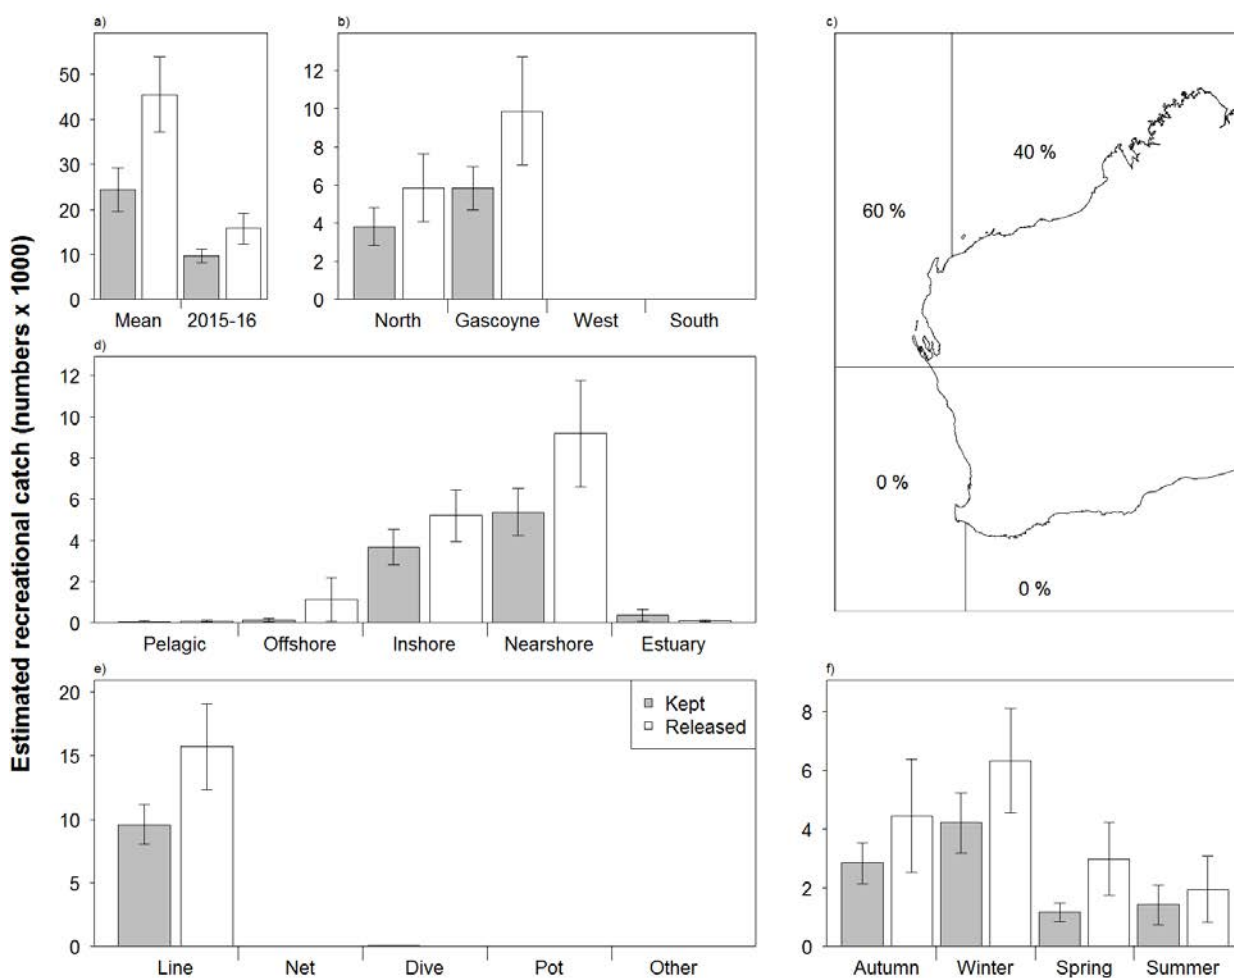 a)
50
40
30
20
10
0
Mean 2015-16
b)
12
10
8
6
4
2
0
North Gascoyne West South
c)
40 %
60 %
0 %
0 %
Estimated recreational catch (numbers x 1000)
d)
12
10
8
6
4
2
0
Pelagic Offshore Inshore Nearshore Estuary
e)
20
15
10
5
0
Kept
Released
Line Net Dive Pot Other
f)
8
6
4
2
0
Autumn Winter Spring Summer